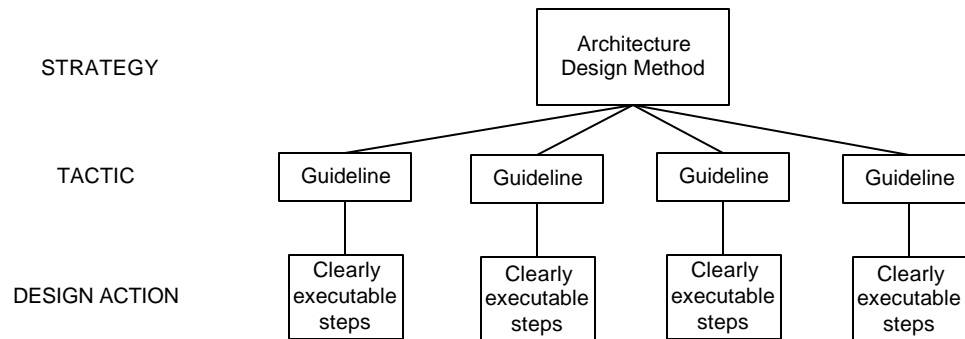 STRATEGY
Architecture
Design Method
TACTIC
Guideline
Guideline
Guideline
Guideline
DESIGN ACTION
Clearly
executable
steps
Clearly
executable
steps
Clearly
executable
steps
Clearly
executable
steps